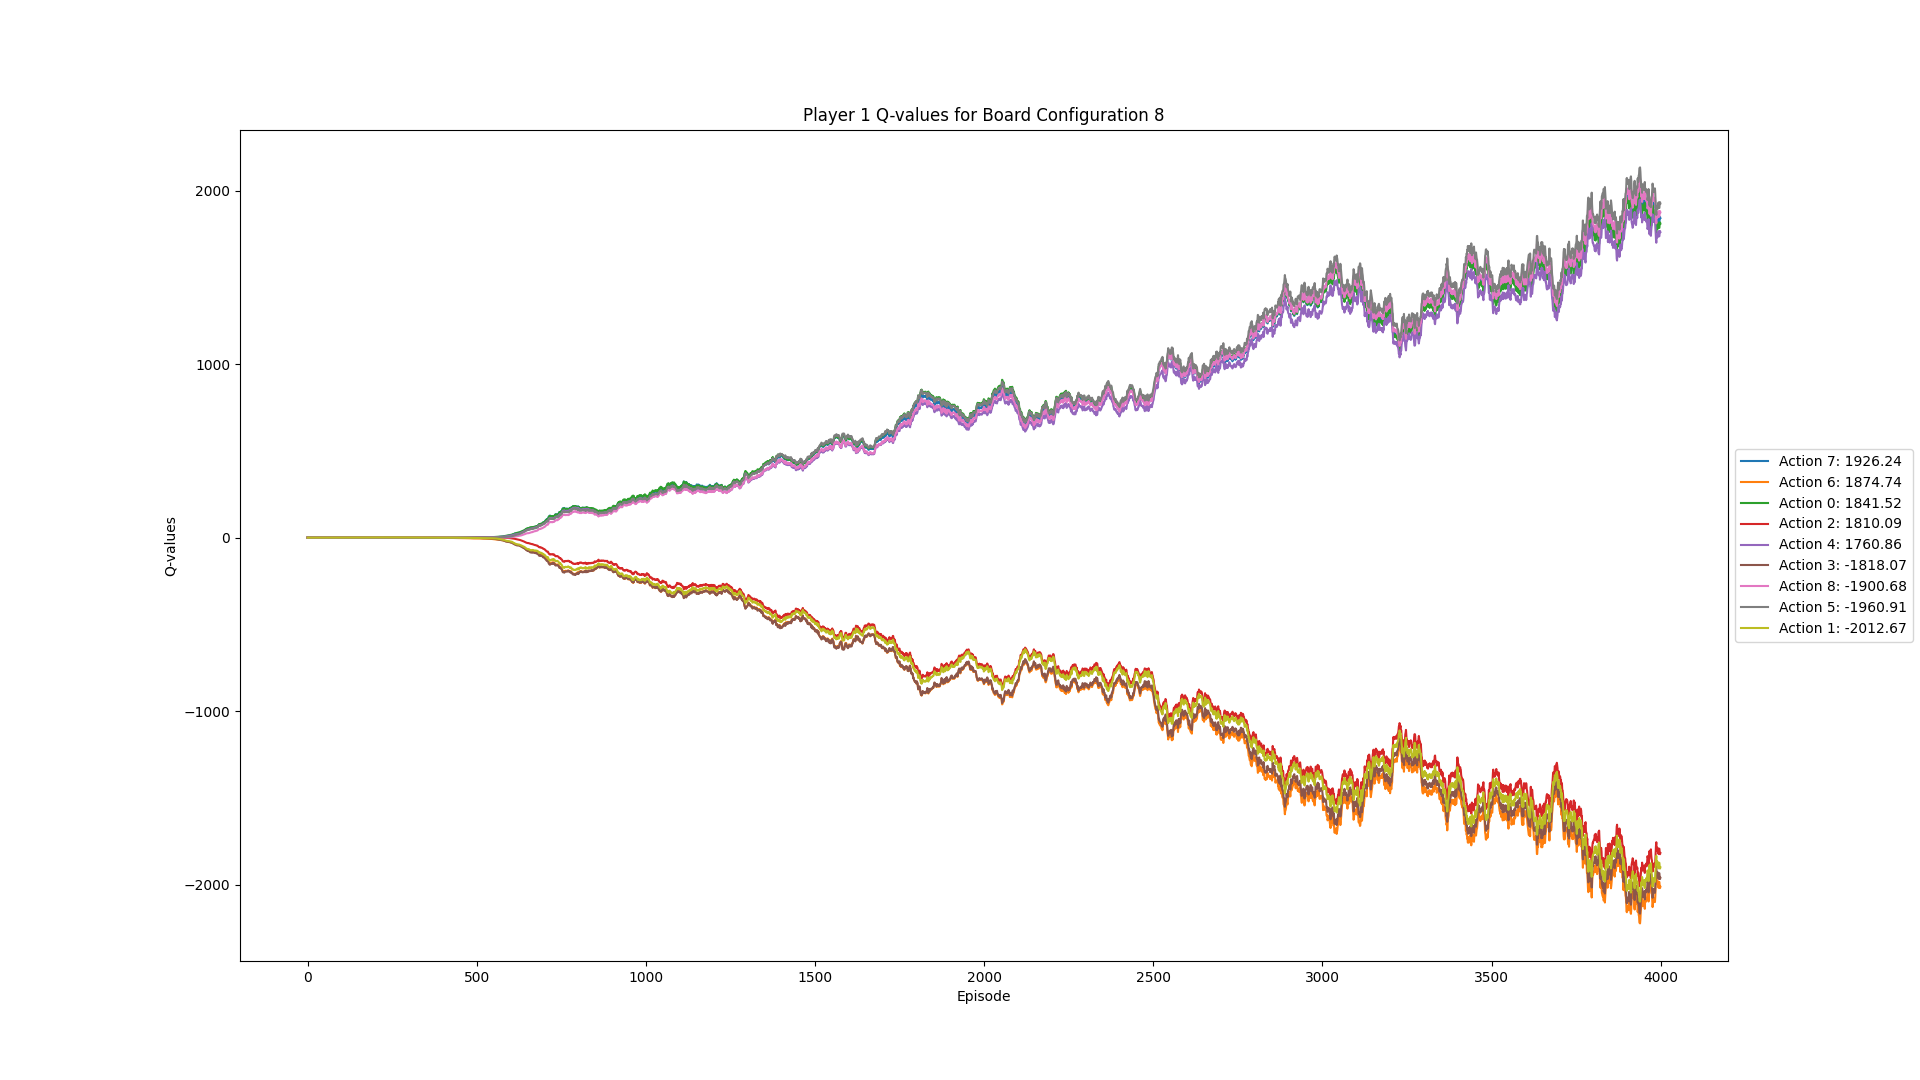 Player 1 Q-values for Board Configuration 8
2000
1000
0
−1000
−2000
Q-values
0
500
1000
1500
2000
2500
3000
3500
4000
Episode
Action 7: 1926.24
Action 6: 1874.74
Action 0: 1841.52
Action 2: 1810.09
Action 4: 1760.86
Action 3: -1818.07
Action 8: -1900.68
Action 5: -1960.91
Action 1: -2012.67